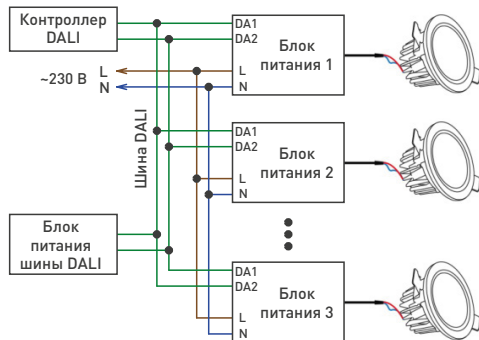 Контроллер
DALI
DA1
DA2
L
N
Блок
питания 1
~230 В
L
N
Шина DALI
DA1
DA2
L
N
Блок
питания 2
Блок
питания
шины DALI
DA1
DA2
L
N
Блок
питания 3